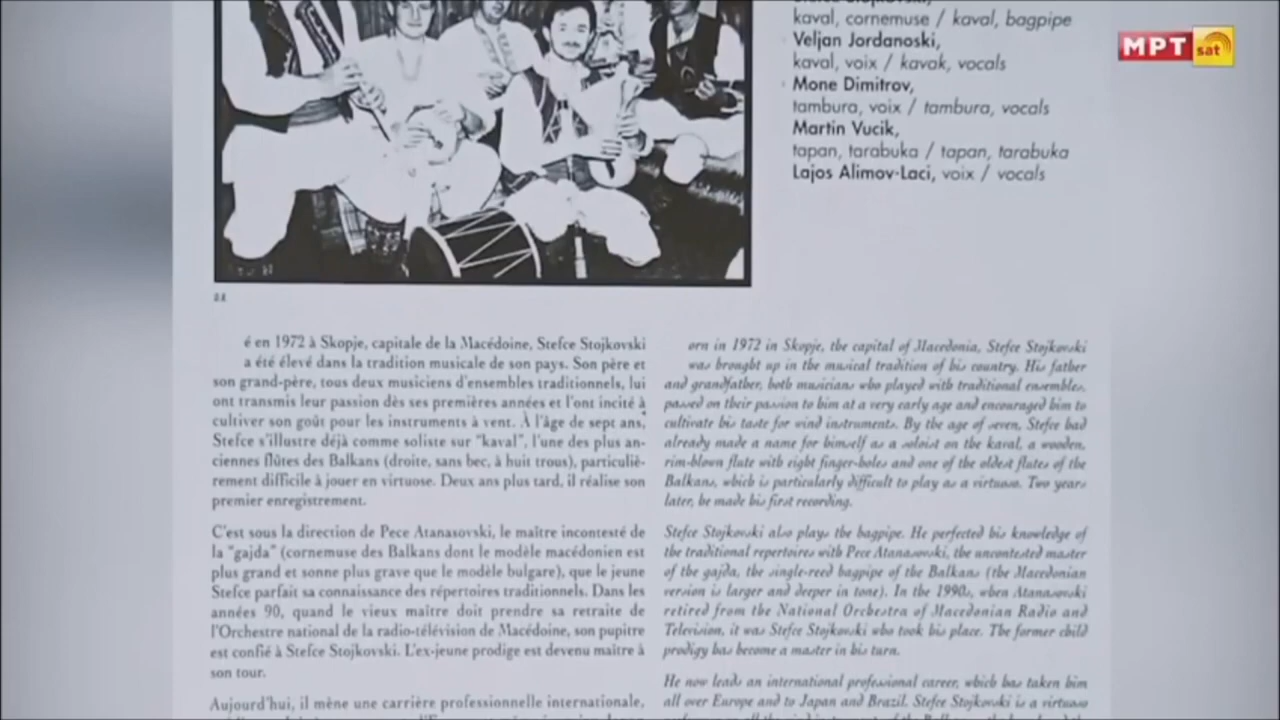 kaval, cornemuse / kaval, bagpipe
Veljan Jordanoski,
kaval, voix / kavak, vocals
Mone Dimitrov,
tambura, voix / tambura, vocals
Martin Vucik,
tapan, tarabuka / tapan, tarabuka
Lajos Alimov-Laci, voix / vocals
МРТ sat
é en 1972 à Skopje, capitale de la Macédoine, Stefce Stojkovski
a été élevé dans la tradition musicale de son pays. Son père et
son grand-père, tous deux musiciens d'ensembles traditionnels, lui
ont transmis leur passion dès ses premières années et l'ont incité à
cultiver son goût pour les instruments à vent. À l'âge de sept ans,
Stefce s'illustre déjà comme soliste sur "kaval", l'une des plus an-
ciennes flûtes des Balkans (droite, sans bec, à huit trous), particuliè-
rement difficile à jouer en virtuose. Deux ans plus tard, il réalise son
premier enregistrement.
C'est sous la direction de Pece Atanasovski, le maître incontesté de
la "gajda" (cornemuse des Balkans dont le modèle macédonien est
plus grand et sonne plus grave que le modèle bulgare), que le jeune
Stefce parfait sa connaissance des répertoires traditionnels. Dans les
années 90, quand le vieux maître doit prendre sa retraite de
l'Orchestre national de la radio-télévision de Macédoine, son pupitre
est confié à Stefce Stojkovski. L'ex-jeune prodige est devenu maître à
son tour.
Aujourd'hui, il mène une carrière professionnelle internationale,
orn in 1972 in Skopje, the capital of Macedonia, Stefce Stojkovski
was brought up in the musical tradition of his country. His father
and grandfather, both musicians who played with traditional ensembles,
passed on their passion to him at a very early age and encouraged him to
cultivate his taste for wind instruments. By the age of seven, Stefce had
already made a name for himself as a soloist on the kaval, a wooden,
rim-blown flute with eight finger-holes and one of the oldest flutes of the
Balkans, which is particularly difficult to play as a virtuoso. Two years
later, he made his first recording.
Stefce Stojkovski also plays the bagpipe. He perfected his knowledge of
the traditional repertoires with Pece Atanasovski, the uncontested master
of the gajda, the single-reed bagpipe of the Balkans (the Macedonian
version is larger and deeper in tone). In the 1990s, when Atanasovski
retired from the National Orchestra of Macedonian Radio and
Television, it was Stefce Stojkovski who took his place. The former child
prodigy has become a master in his turn.
He now leads an international professional career, which has taken him
all over Europe and to Japan and Brazil. Stefce Stojkovski is a virtuoso